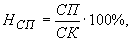 Н_СП = СП/СК · 100%,